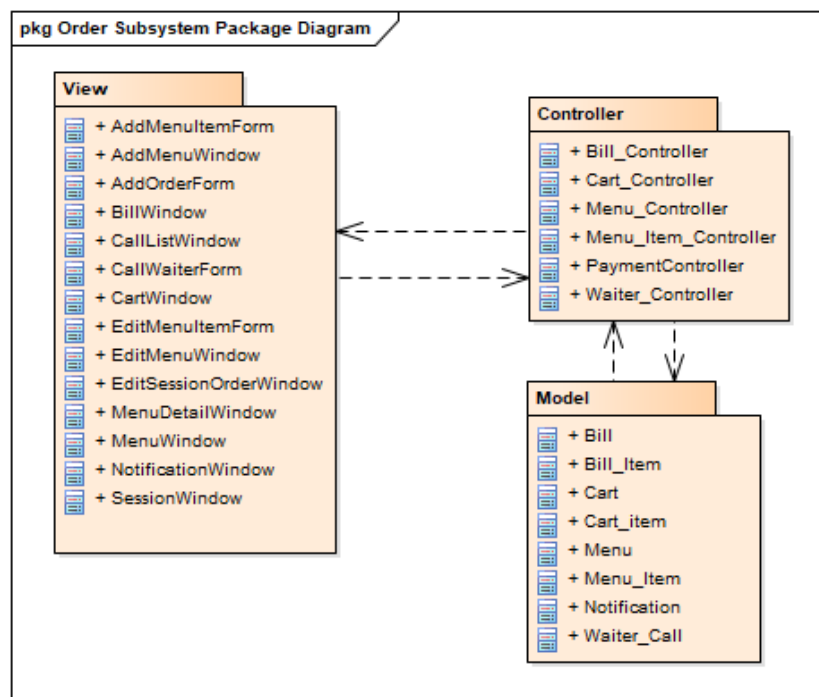 pkg Order Subsystem Package Diagram
View
+ AddMenuItemForm
+ AddMenuWindow
+ AddOrderForm
+ BillWindow
+ CallListWindow
+ CallWaiterForm
+ CartWindow
+ EditMenuItemForm
+ EditMenuWindow
+ EditSessionOrderWindow
+ MenuDetailWindow
+ MenuWindow
+ NotificationWindow
+ SessionWindow
Controller
+ Bill_Controller
+ Cart_Controller
+ Menu_Controller
+ Menu_Item_Controller
+ PaymentController
+ Waiter_Controller
Model
+ Bill
+ Bill_Item
+ Cart
+ Cart_item
+ Menu
+ Menu_Item
+ Notification
+ Waiter_Call